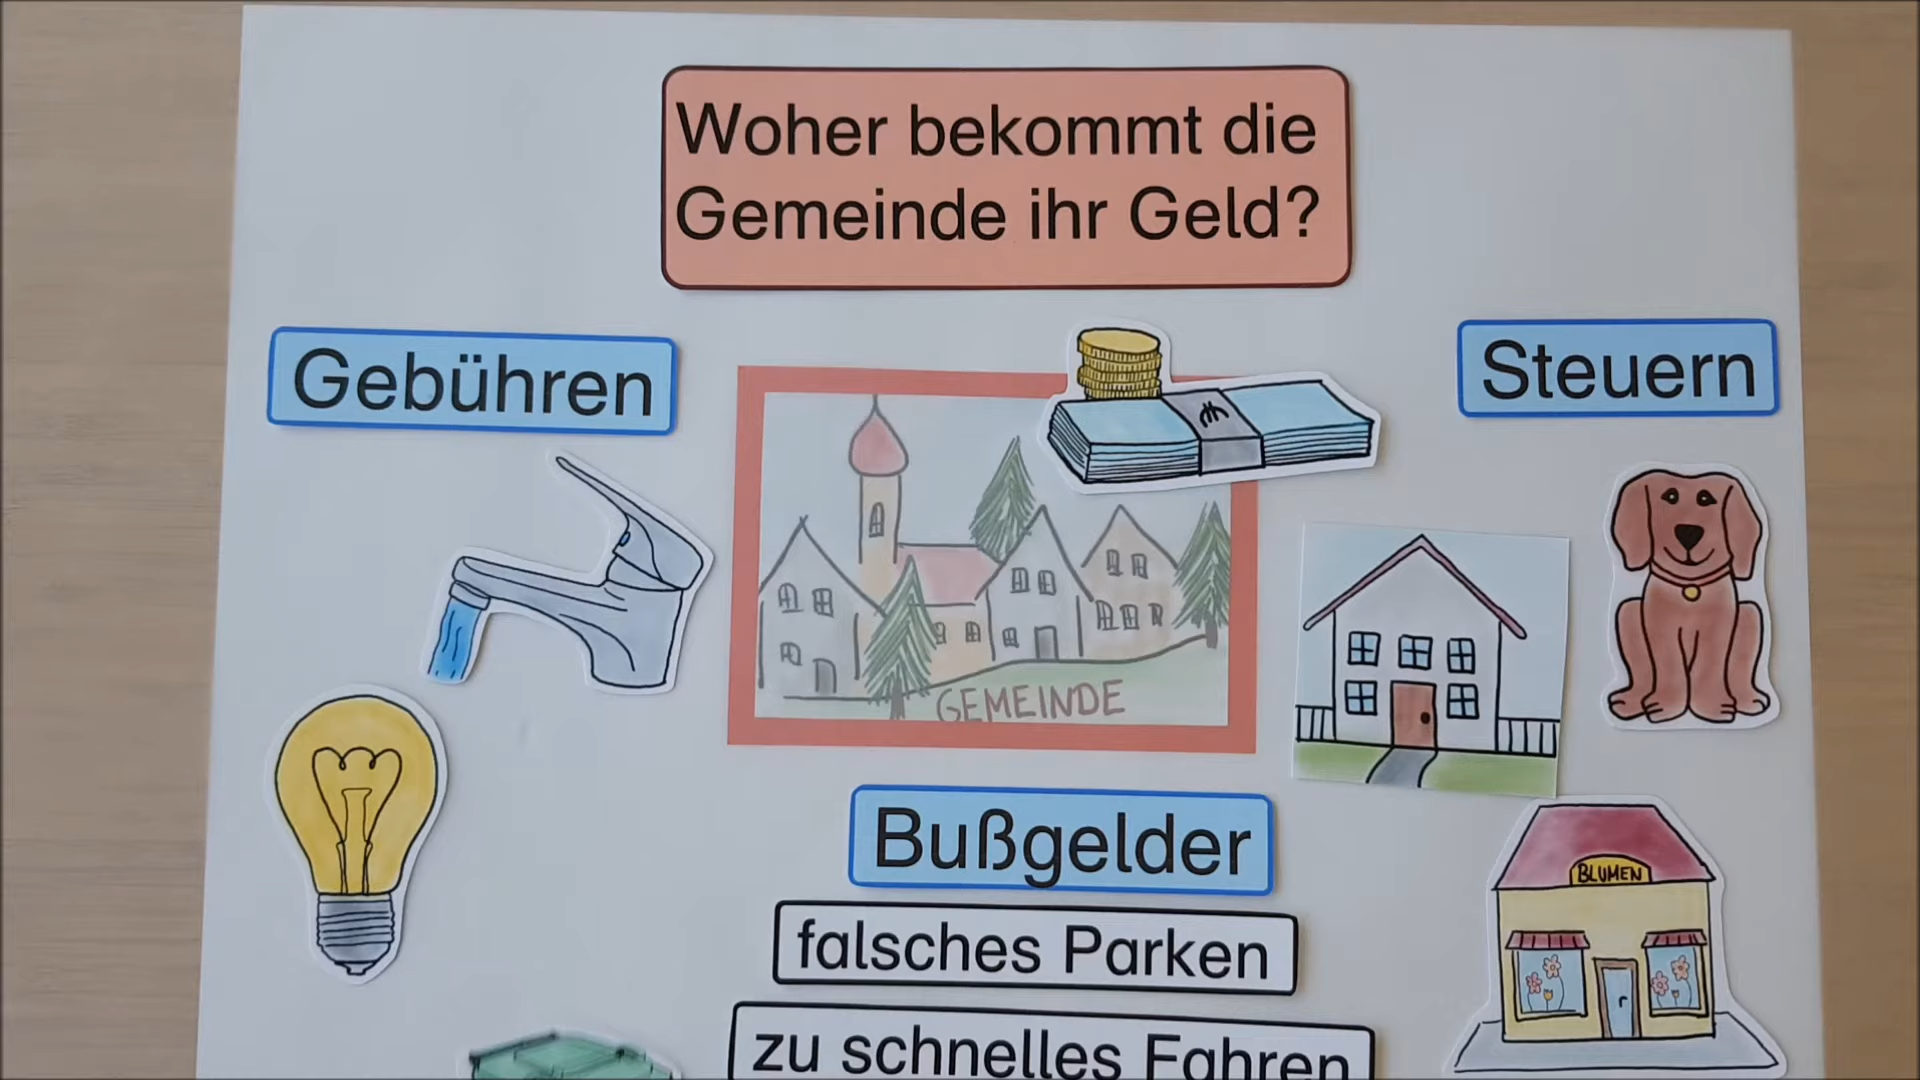 Woher bekommt die
Gemeinde ihr Geld?
Gebühren
Steuern
GEMEINDE
Bußgelder
BLUMEN
falsches Parken
zu schnelles Fahren